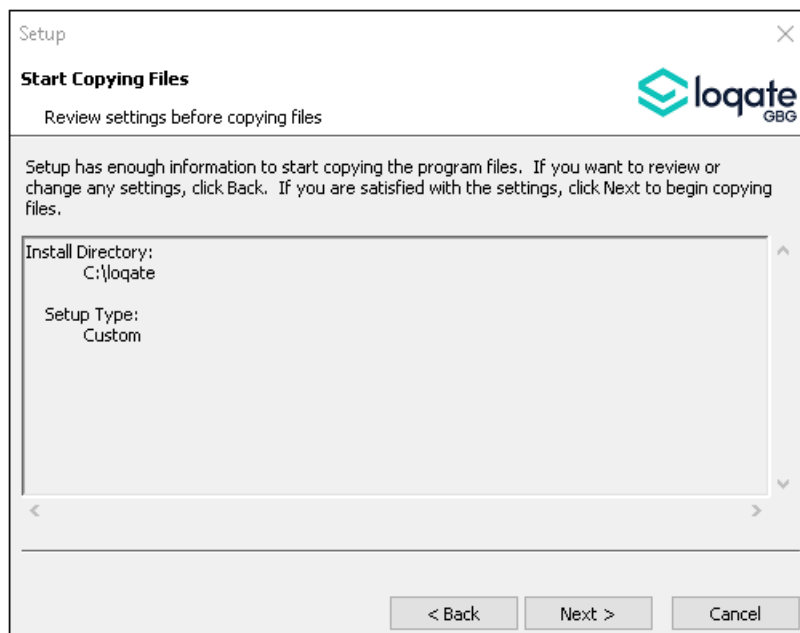 Setup
Start Copying Files
loqate
GBG
Review settings before copying files
Setup has enough information to start copying the program files. If you want to review or
change any settings, click Back. If you are satisfied with the settings, click Next to begin copying
files.
Install Directory:
C:\loqate
Setup Type:
Custom
< Back
Next >
Cancel